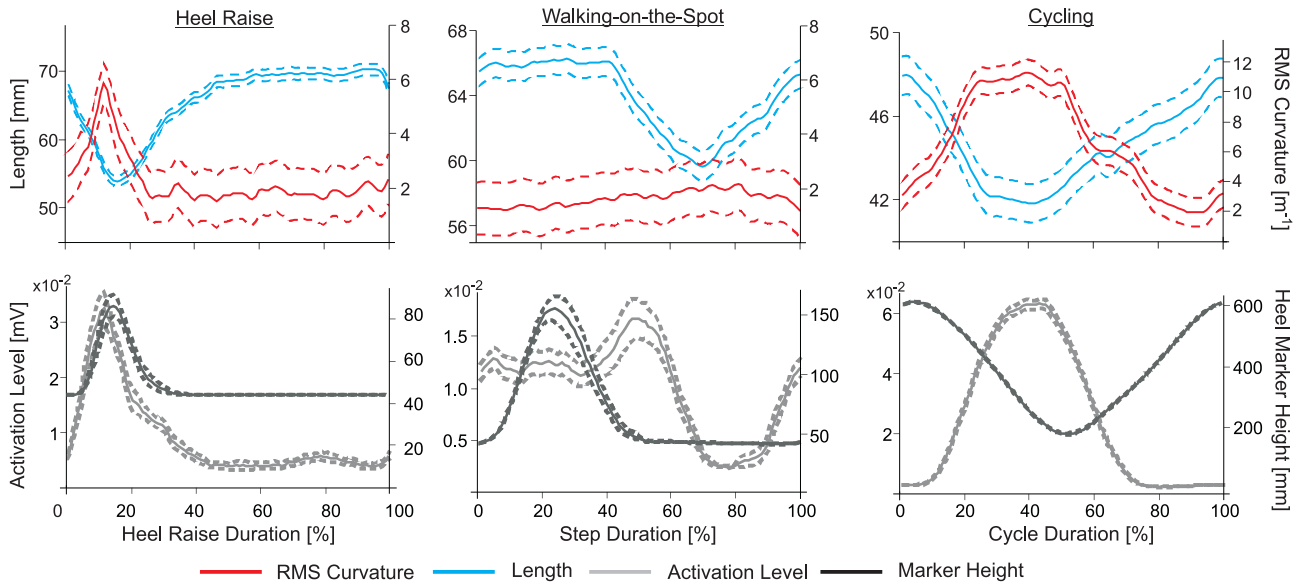 Heel Raise
Walking-on-the-Spot
Cycling
Length [mm]
70
60
50
8
6
4
2
68
64
60
56
8
6
4
2
50
46
42
12
10
8
6
4
2
RMS Curvature [m⁻¹]
Activation Level [mV]
x10⁻²
3
2
1
80
60
40
20
x10⁻²
1.5
1.0
0.5
150
100
50
x10⁻²
6
4
2
600
400
200
Heel Marker Height [mm]
0 20 40 60 80 100
0 20 40 60 80 100
0 20 40 60 80 100
Heel Raise Duration [%]
Step Duration [%]
Cycle Duration [%]
RMS Curvature
Length
Activation Level
Marker Height